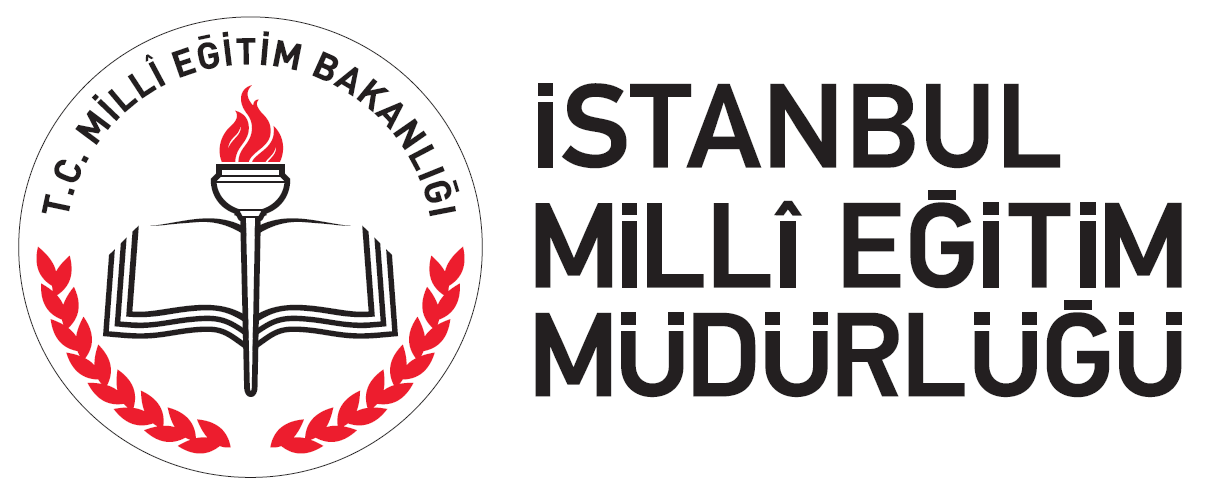 T.C. MİLLÎ EĞİTİM BAKANLIĞI
İSTANBUL
MİLLÎ EĞİTİM
MÜDÜRLÜĞÜ